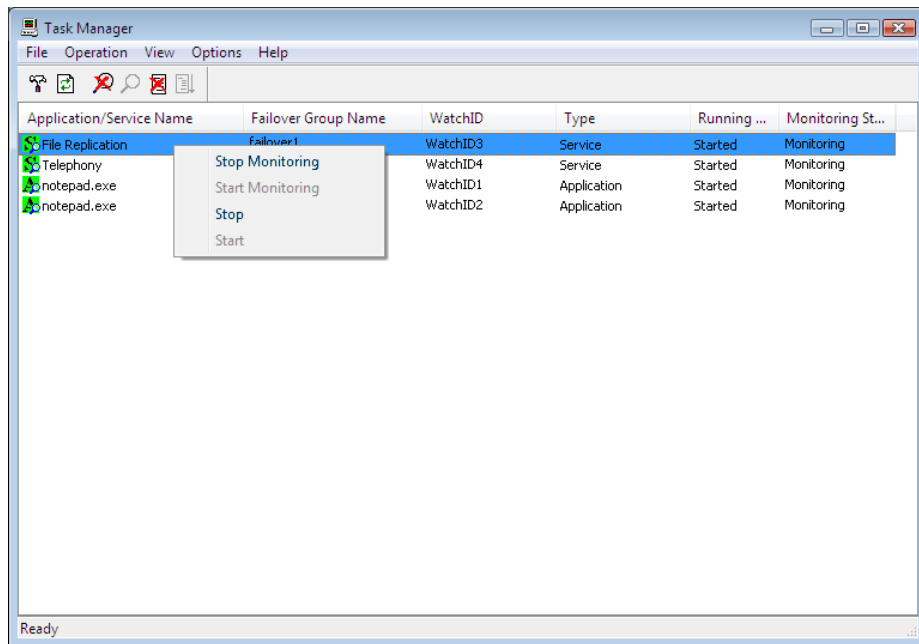 Task Manager
File Operation View Options Help
Application/Service Name Failover Group Name WatchID Type Running ... Monitoring St...
File Replication failover1 WatchID3 Service Started Monitoring
Telephony WatchID4 Service Started Monitoring
notepad.exe WatchID1 Application Started Monitoring
notepad.exe WatchID2 Application Started Monitoring
Stop Monitoring
Start Monitoring
Stop
Start
Ready